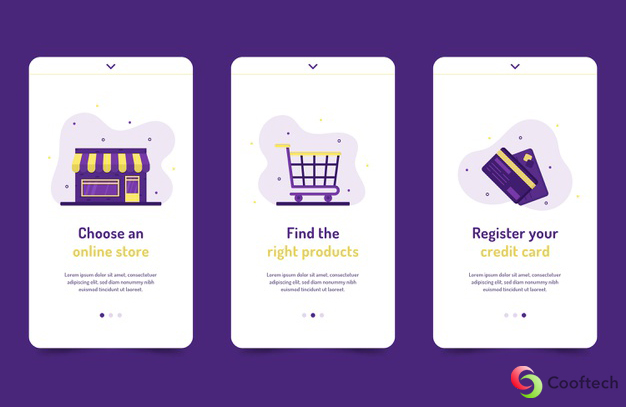 Choose an
online store
Lorem ipsum dolor sit amet, consectetuer
adipiscing elit, sed diam nonummy nibh
euismod tincidunt ut laoreet.
Find the
right products
Lorem ipsum dolor sit amet, consectetuer
adipiscing elit, sed diam nonummy nibh
euismod tincidunt ut laoreet.
Register your
credit card
Lorem ipsum dolor sit amet, consectetuer
adipiscing elit, sed diam nonummy nibh
euismod tincidunt ut laoreet.
Cooftech